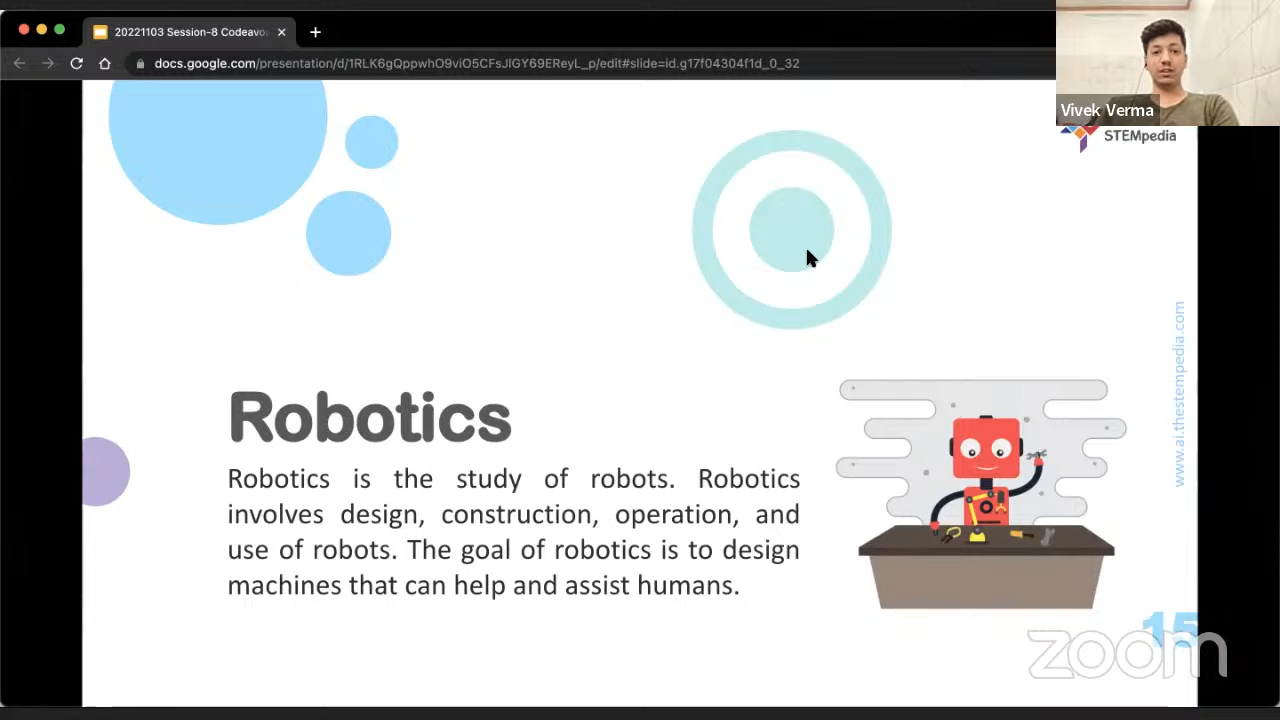 20221103 Session-8 Codeavou
docs.google.com/presentation/d/1RLK6gQppwhO9viO5CFsJlGY69EReyL_p/edit#slide=id.g17f04304f1d_0_32
Vivek Verma
STEMpedia
www.ai.thestempedia.com
Robotics
Robotics is the study of robots. Robotics
involves design, construction, operation, and
use of robots. The goal of robotics is to design
machines that can help and assist humans.
15
zoom